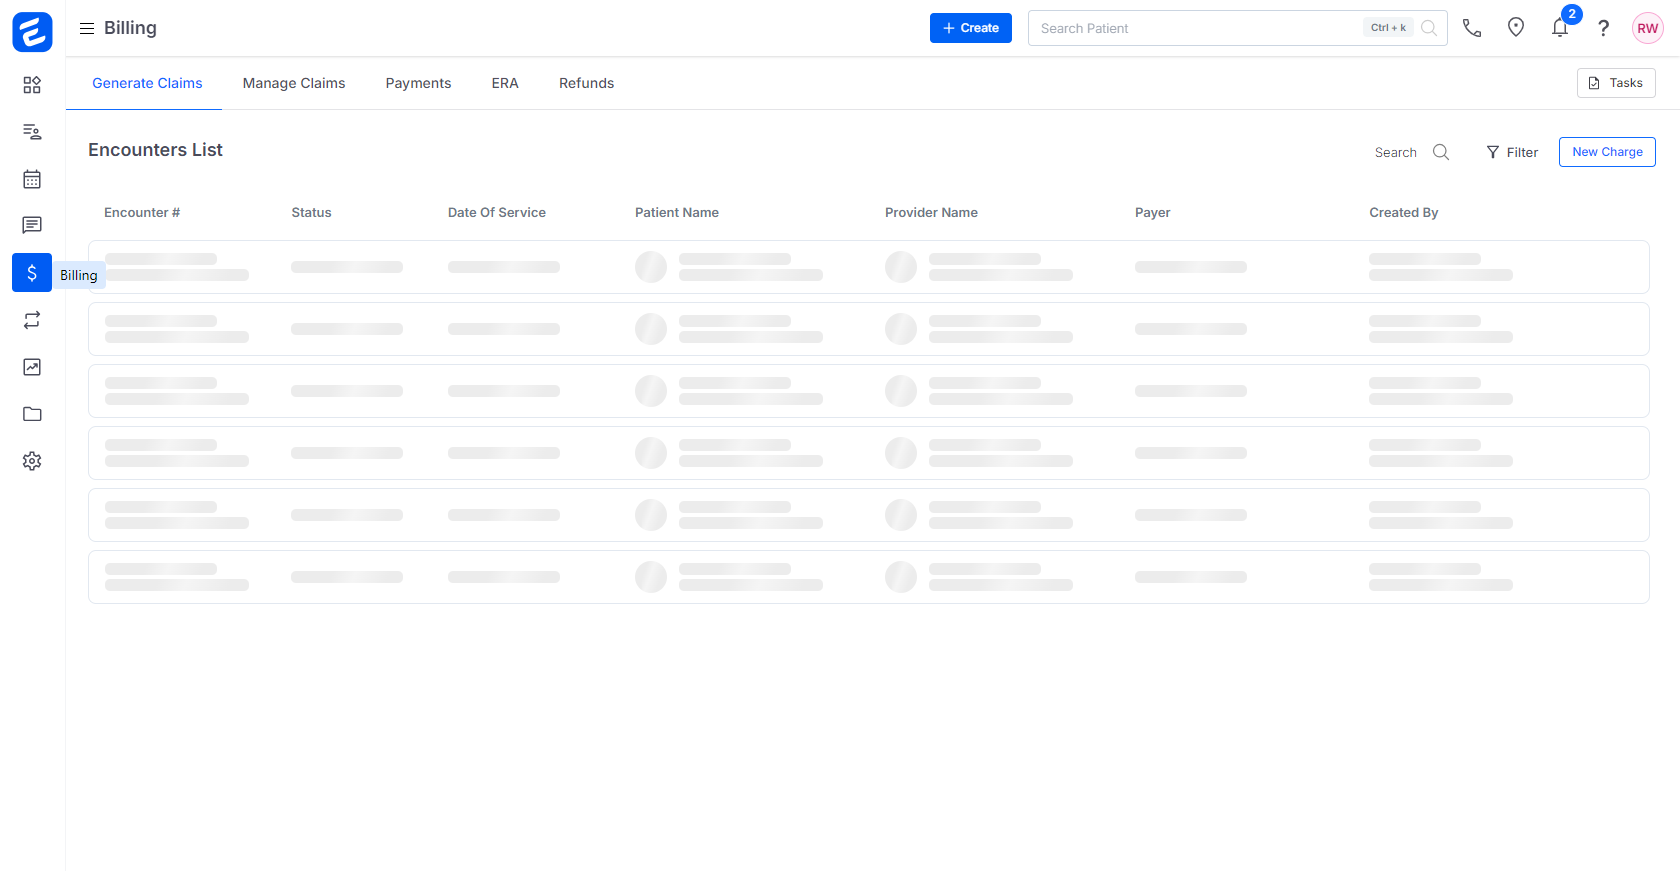 Billing
Create
Search Patient
Ctrl + k
2
?
RW
Generate Claims
Manage Claims
Payments
ERA
Refunds
Tasks
Encounters List
Search
Filter
New Charge
Encounter #
Status
Date Of Service
Patient Name
Provider Name
Payer
Created By
$
Billing